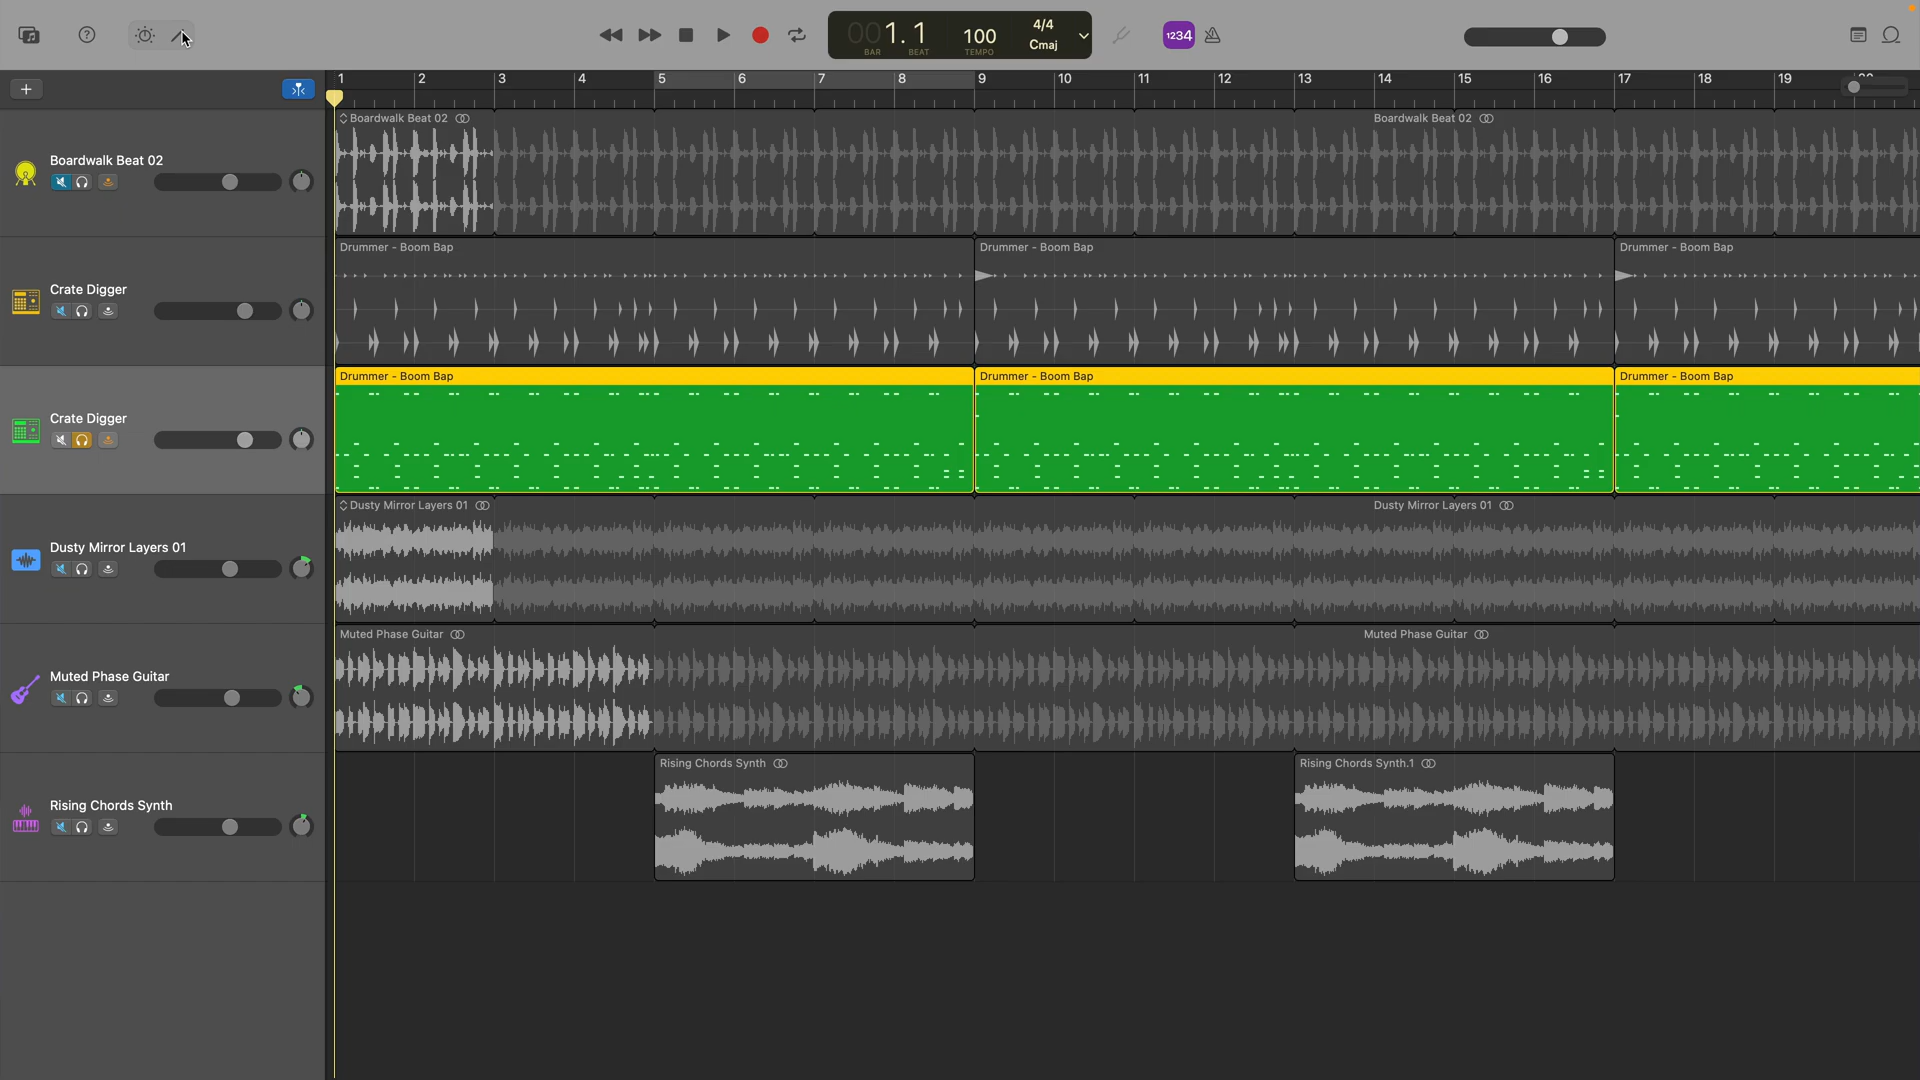 001. 1
BAR
BEAT
100
TEMPO
4/4
Cmaj
1234
1
2
3
4
5
6
7
8
9
10
11
12
13
14
15
16
17
18
19
Boardwalk Beat 02
Boardwalk Beat 02
Boardwalk Beat 02
Crate Digger
Drummer - Boom Bap
Drummer - Boom Bap
Drummer - Boom Bap
Crate Digger
Drummer - Boom Bap
Drummer - Boom Bap
Drummer - Boom Bap
Dusty Mirror Layers 01
Dusty Mirror Layers 01
Dusty Mirror Layers 01
Muted Phase Guitar
Muted Phase Guitar
Muted Phase Guitar
Rising Chords Synth
Rising Chords Synth
Rising Chords Synth.1